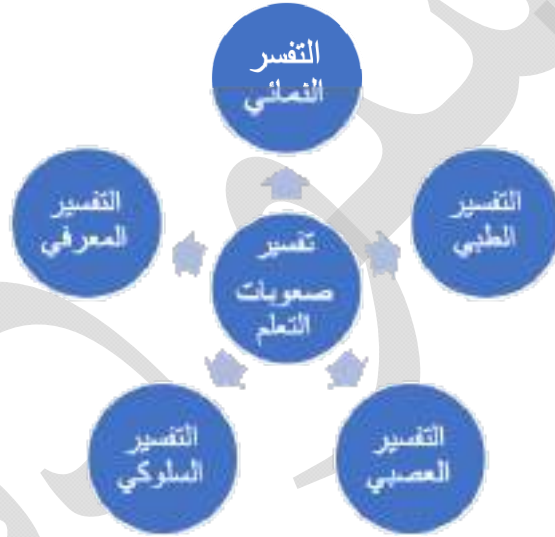 التفسر
النمائي
التفسير
الطبي
التفسير
المعرفي
تفسير
صعوبات
التعلم
التفسير
العصبي
التفسير
السلوكي